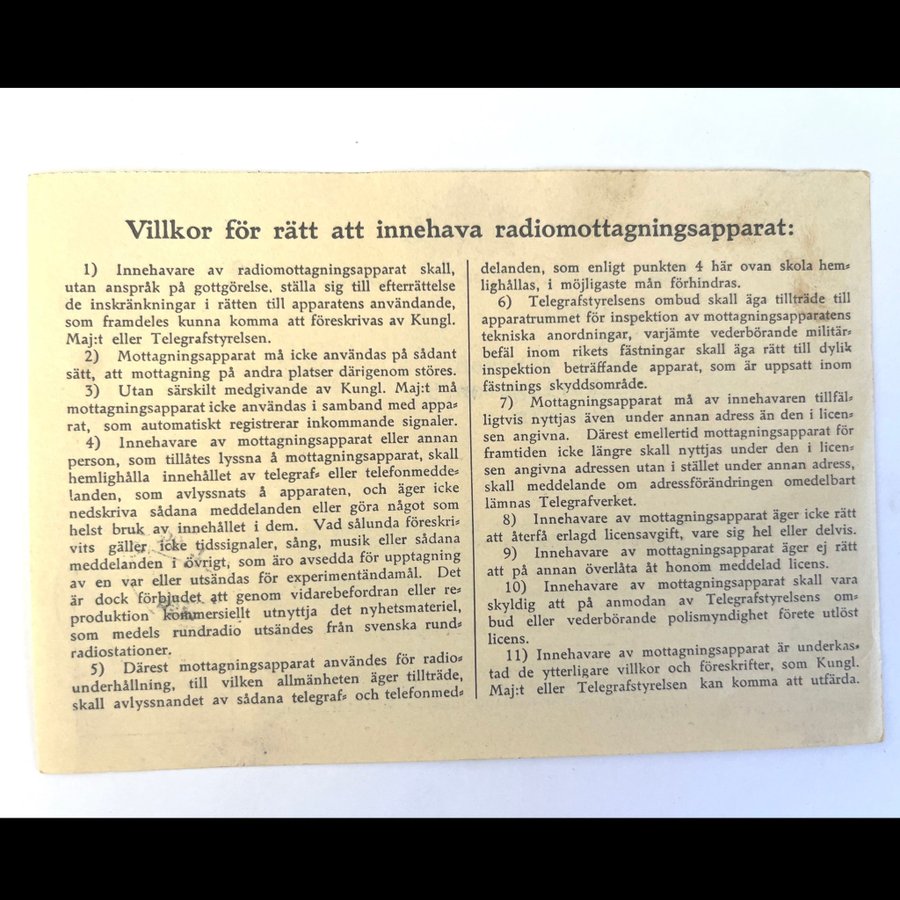 Villkor för rätt att innehava radiomottagningsapparat:
1) Innehavare av radiomottagningsapparat skall,
utan anspråk på gottgörelse, ställa sig till efterrättelse
de inskränkningar i rätten till apparatens användande,
som framdeles kunna komma att föreskrivas av Kungl.
Maj:t eller Telegrafstyrelsen.
2) Mottagningsapparat må icke användas på sådant
sätt, att mottagning på andra platser därigenom störes.
3) Utan särskilt medgivande av Kungl. Maj:t må
mottagningsapparat icke användas i samband med appa-
rat, som automatiskt registrerar inkommande signaler.
4) Innehavare av mottagningsapparat eller annan
person, som tillåtes lyssna å mottagningsapparat, skall
hemlighålla innehållet av telegraf- eller telefonmedde-
landen, som avlyssnats å apparaten, och äger icke
nedskriva sådana meddelanden eller göra något som
helst bruk av innehållet i dem. Vad sålunda föreskri-
vits gäller icke tidssignaler, sång, musik eller sådana
meddelanden i övrigt, som äro avsedda för upptagning
av en var eller utsändas för experimentändamål. Det
är dock förbjudet att genom vidarebefordran eller re-
produktion kommersiellt utnyttja det nyhetsmateriel,
som medels rundradio utsändes från svenska rund-
radiostationer.
5) Därest mottagningsapparat användes för radio-
underhållning, till vilken allmänheten äger tillträde,
skall avlyssnandet av sådana telegraf- och telefonmed-
delanden, som enligt punkten 4 här ovan skola hem-
lighållas, i möjligaste mån förhindras.
6) Telegrafstyrelsens ombud skall äga tillträde till
apparatrummet för inspektion av mottagningsapparatens
tekniska anordningar, varjämte vederbörande militär-
befäl inom rikets fästningar skall äga rätt till dylik
inspektion beträffande apparat, som är uppsatt inom
fästnings skyddsområde.
7) Mottagningsapparat må av innehavaren tillfäl-
ligtvis nyttjas även under annan adress än den i licen-
sen angivna. Därest emellertid mottagningsapparat för
framtiden icke längre skall nyttjas under den i licen-
sen angivna adressen utan i stället under annan adress,
skall meddelande om adressförändringen omedelbart
lämnas Telegrafverket.
8) Innehavare av mottagningsapparat äger icke rätt
att återfå erlagd licensavgift, vare sig hel eller delvis.
9) Innehavare av mottagningsapparat äger ej rätt
att på annan överlåta åt honom meddelad licens.
10) Innehavare av mottagningsapparat skall vara
skyldig att på anmodan av Telegrafstyrelsens om-
bud eller vederbörande polismyndighet förete utlöst
licens.
11) Innehavare av mottagningsapparat är underkas-
tad de ytterligare villkor och föreskrifter, som Kungl.
Maj:t eller Telegrafstyrelsen kan komma att utfärda.